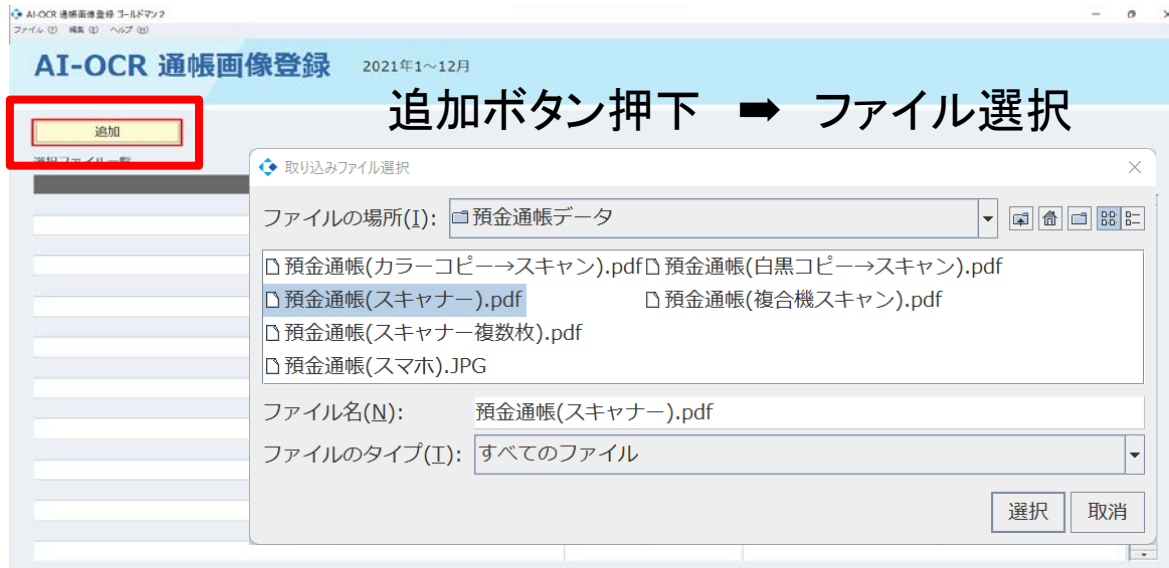 AI-OCR 通帳画像登録 ゴールドマン2
ファイル(F) 編集(E) ヘルプ(H)
AI-OCR 通帳画像登録 2021年1~12月
追加ボタン押下 ➡ ファイル選択
追加
選択ファイル一覧
取り込みファイル選択
ファイルの場所(I): 預金通帳データ
預金通帳(カラーコピー→スキャン).pdf 預金通帳(白黒コピー→スキャン).pdf
預金通帳(スキャナー).pdf 預金通帳(複合機スキャン).pdf
預金通帳(スキャナー複数枚).pdf
預金通帳(スマホ).JPG
ファイル名(N): 預金通帳(スキャナー).pdf
ファイルのタイプ(T): すべてのファイル
選択 取消